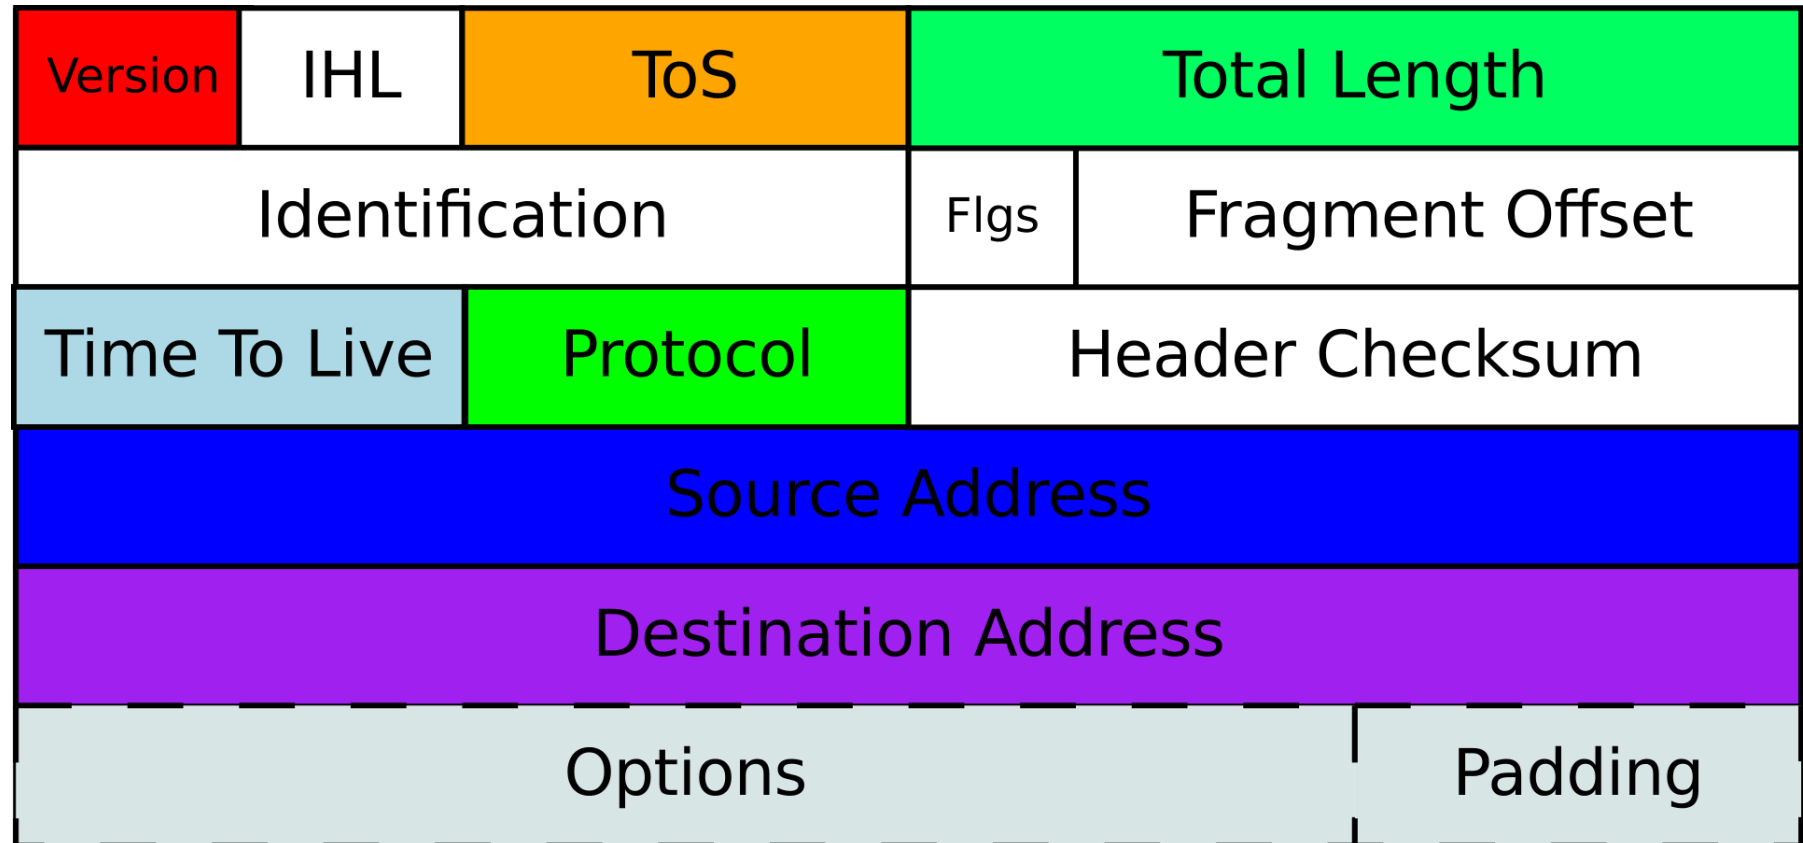 Version IHL ToS Total Length
Identification Flgs Fragment Offset
Time To Live Protocol Header Checksum
Source Address
Destination Address
Options Padding